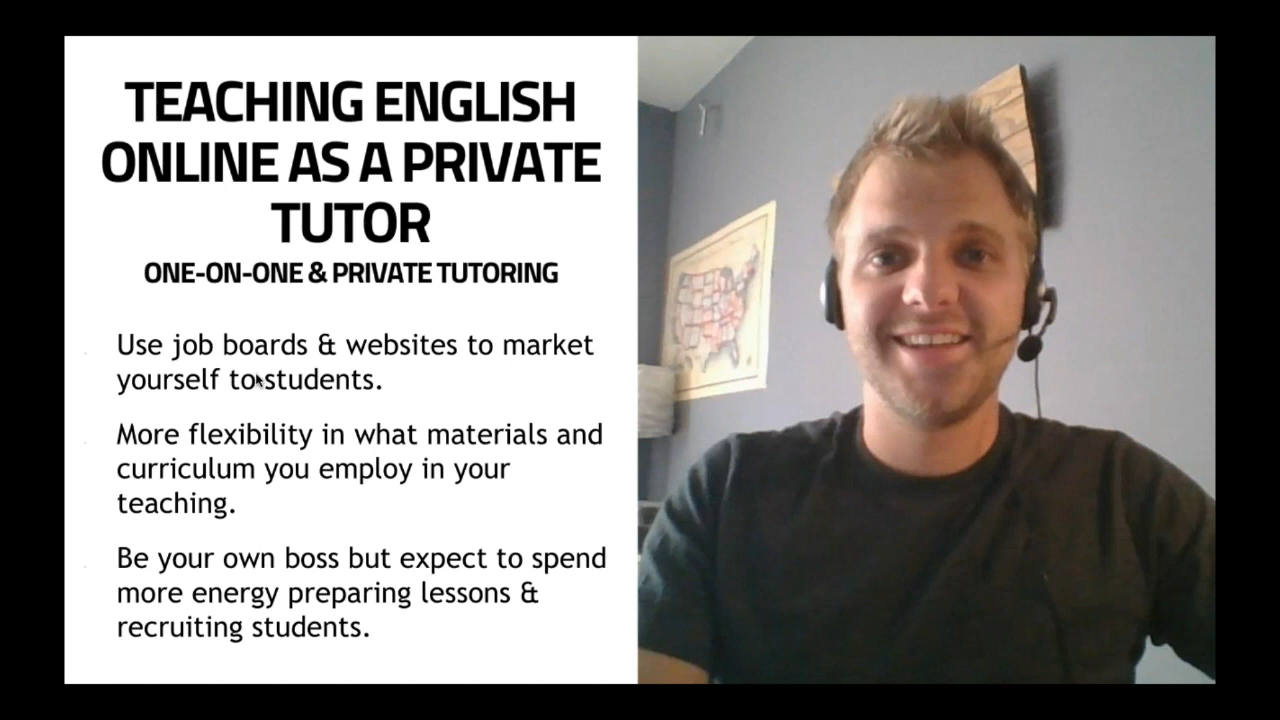 TEACHING ENGLISH
ONLINE AS A PRIVATE
TUTOR
ONE-ON-ONE & PRIVATE TUTORING
Use job boards & websites to market
yourself to students.
More flexibility in what materials and
curriculum you employ in your
teaching.
Be your own boss but expect to spend
more energy preparing lessons &
recruiting students.